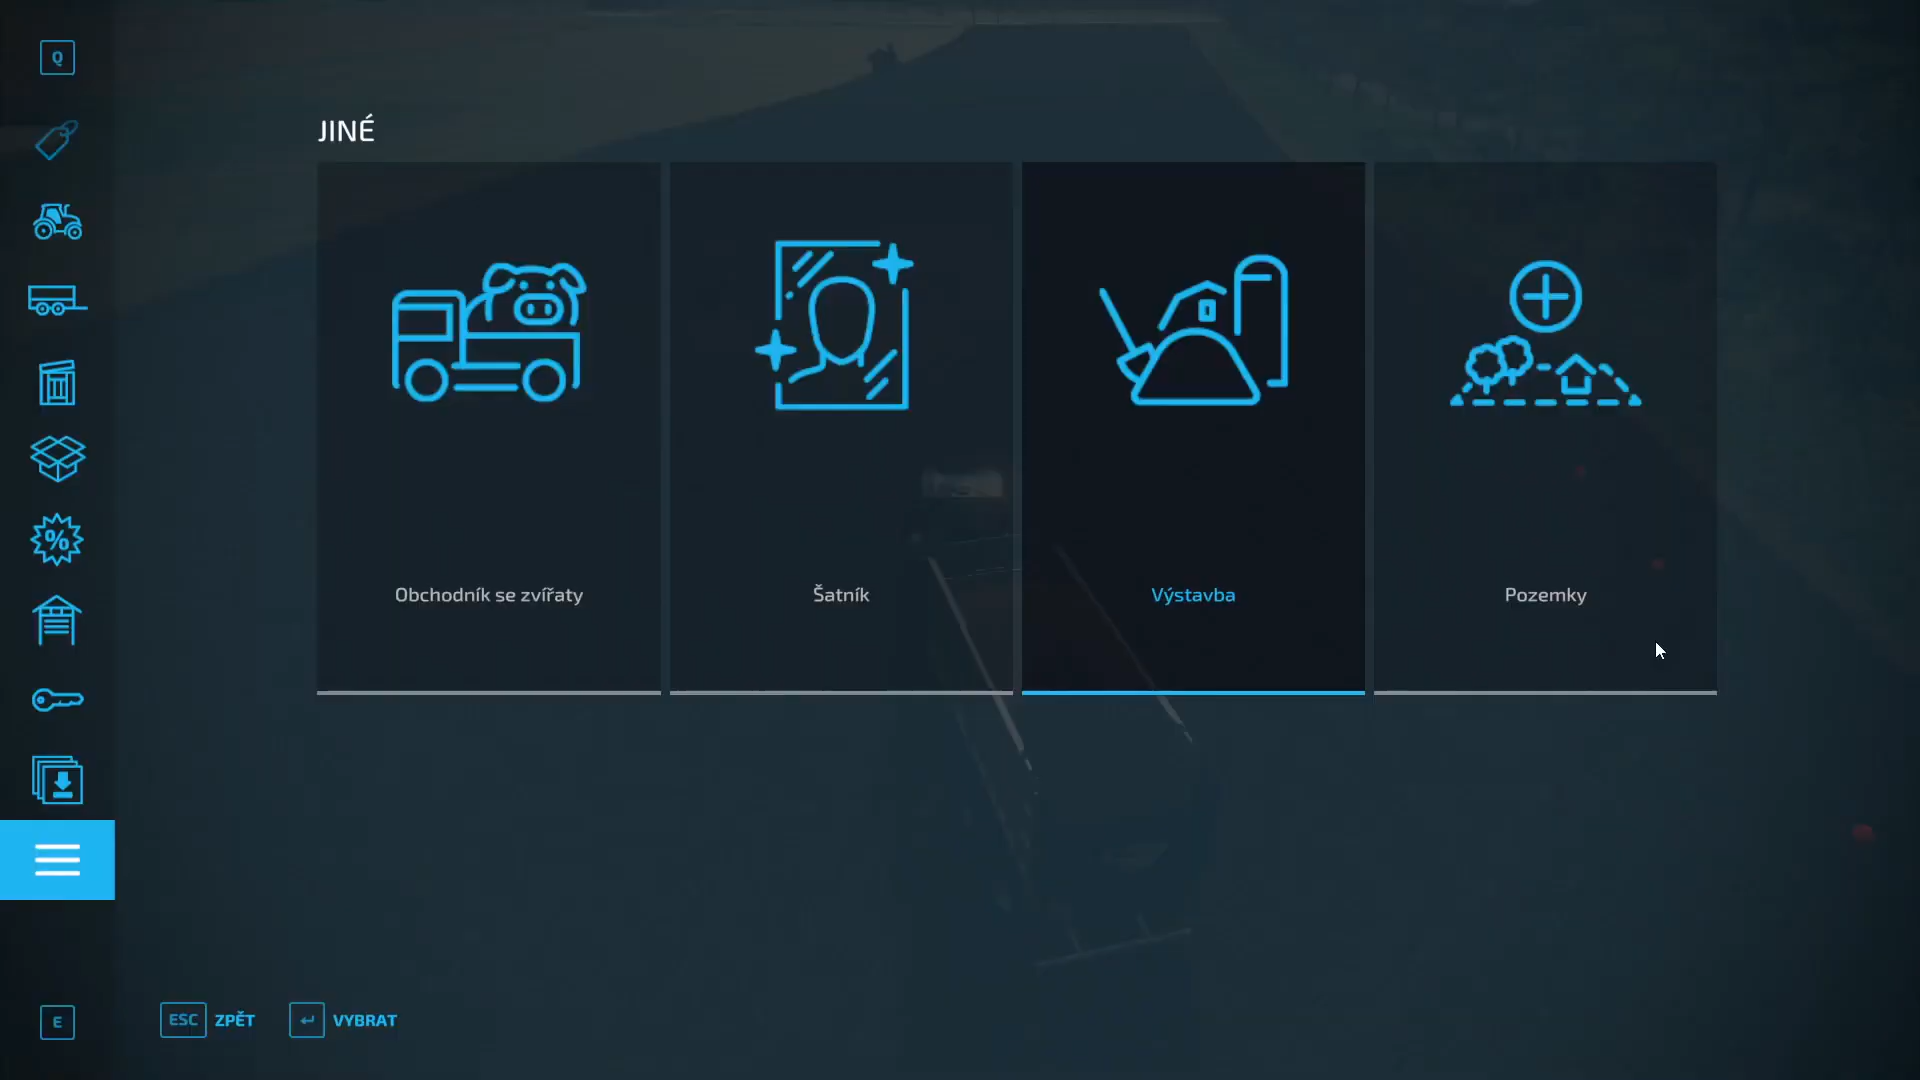 Q
JINÉ
Obchodník se zvířaty
Šatník
Výstavba
Pozemky
%
E
ESC ZPĚT
↵ VYBRAT